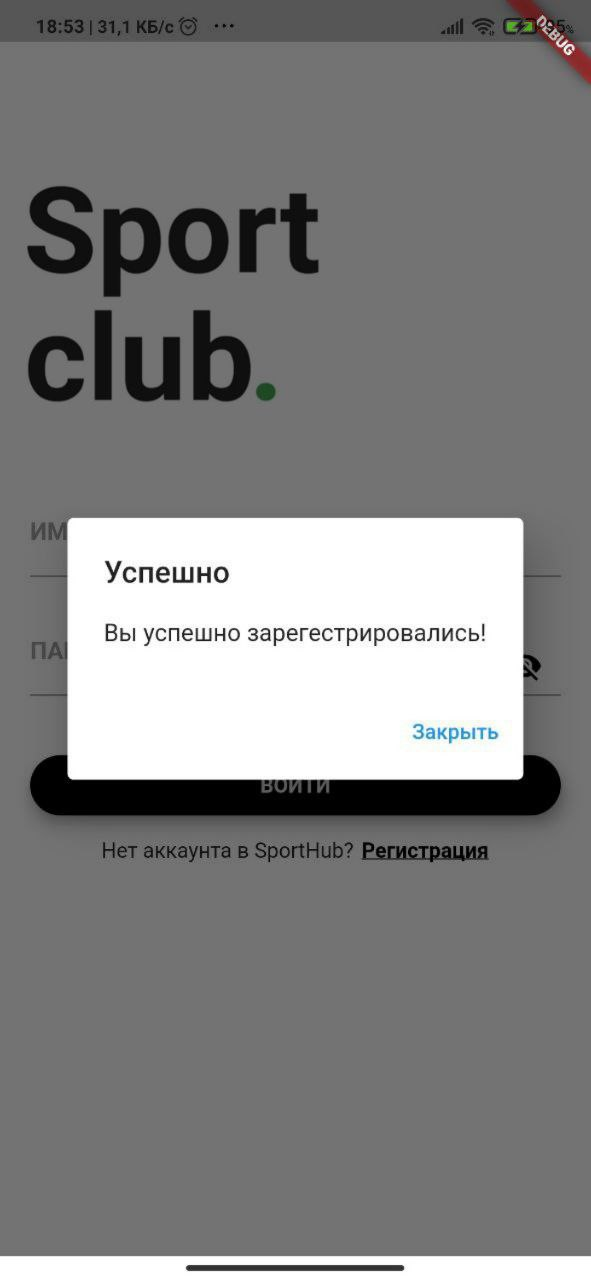 18:53 | 31,1 КБ/с ...
DEBUG
Sport
club.
Успешно
Вы успешно зарегестрировались!
Закрыть
ВОЙТИ
Нет аккаунта в SportHub? Регистрация